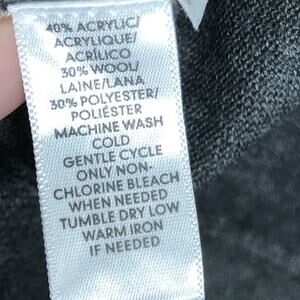 40% ACRYLIC/
ACRYLIQUE/
ACRÍLICO
30% WOOL/
LAINE/LANA
30% POLYESTER/
POLIÉSTER
MACHINE WASH
COLD
GENTLE CYCLE
ONLY NON-
CHLORINE BLEACH
WHEN NEEDED
TUMBLE DRY LOW
WARM IRON
IF NEEDED